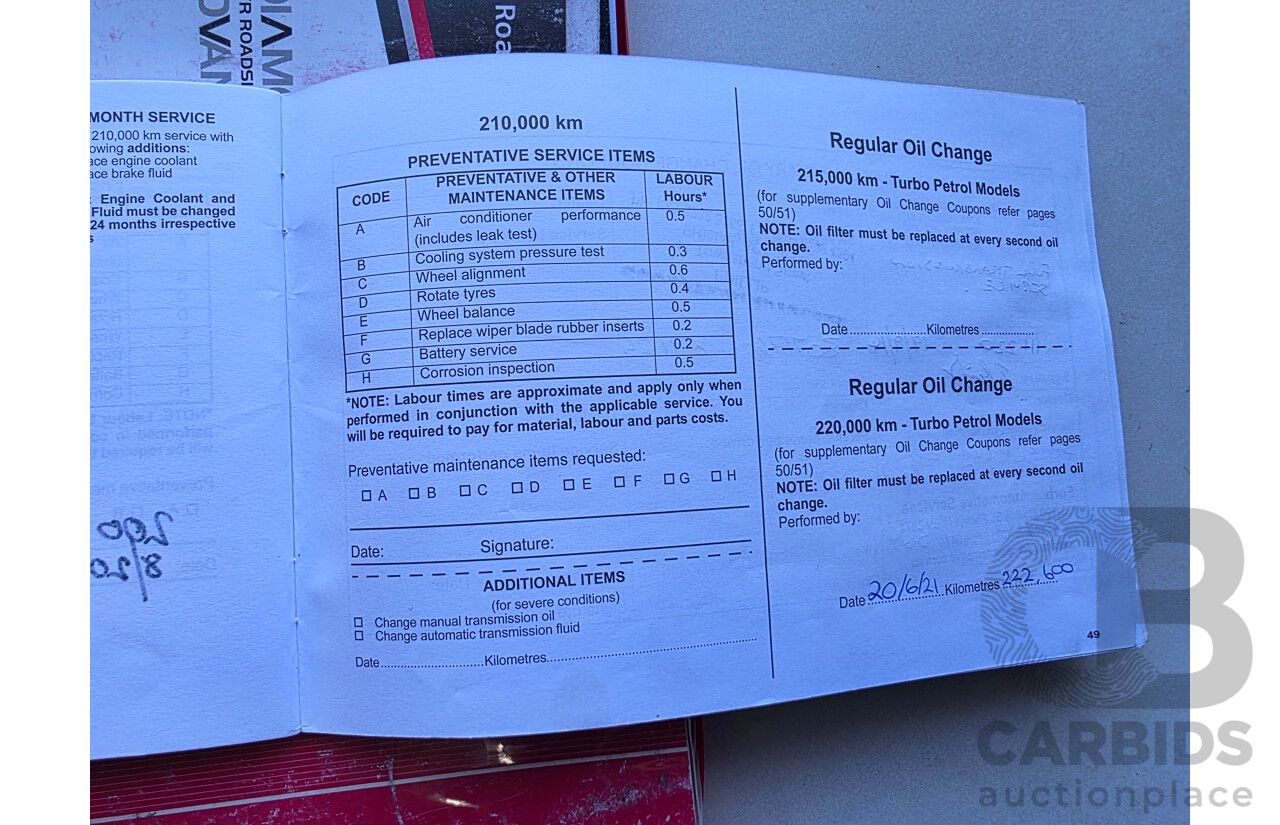 DIAM
R ROADSI
OVAN
Roa
MONTH SERVICE
210,000 km service with
owing additions:
ace engine coolant
ace brake fluid
: Engine Coolant and
Fluid must be changed
24 months irrespective
s
210,000 km
PREVENTATIVE SERVICE ITEMS
CODE PREVENTATIVE & OTHER MAINTENANCE ITEMS LABOUR Hours*
A Air conditioner performance (includes leak test) 0.5
B Cooling system pressure test 0.3
C Wheel alignment 0.6
D Rotate tyres 0.4
E Wheel balance 0.5
F Replace wiper blade rubber inserts 0.2
G Battery service 0.2
H Corrosion inspection 0.5
*NOTE: Labour times are approximate and apply only when
performed in conjunction with the applicable service. You
will be required to pay for material, labour and parts costs.
Preventative maintenance items requested:
☐ A ☐ B ☐ C ☐ D ☐ E ☐ F ☐ G ☐ H
Date: Signature:
ADDITIONAL ITEMS
(for severe conditions)
☐ Change manual transmission oil
☐ Change automatic transmission fluid
Date.............................Kilometres................................................
Regular Oil Change
215,000 km - Turbo Petrol Models
(for supplementary Oil Change Coupons refer pages
50/51)
NOTE: Oil filter must be replaced at every second oil
change.
Performed by:
Date......................Kilometres ...............
Regular Oil Change
220,000 km - Turbo Petrol Models
(for supplementary Oil Change Coupons refer pages
50/51)
NOTE: Oil filter must be replaced at every second oil
change.
Performed by:
Date 20/6/21 Kilometres 222,600
49
CARBIDS
auctionplace